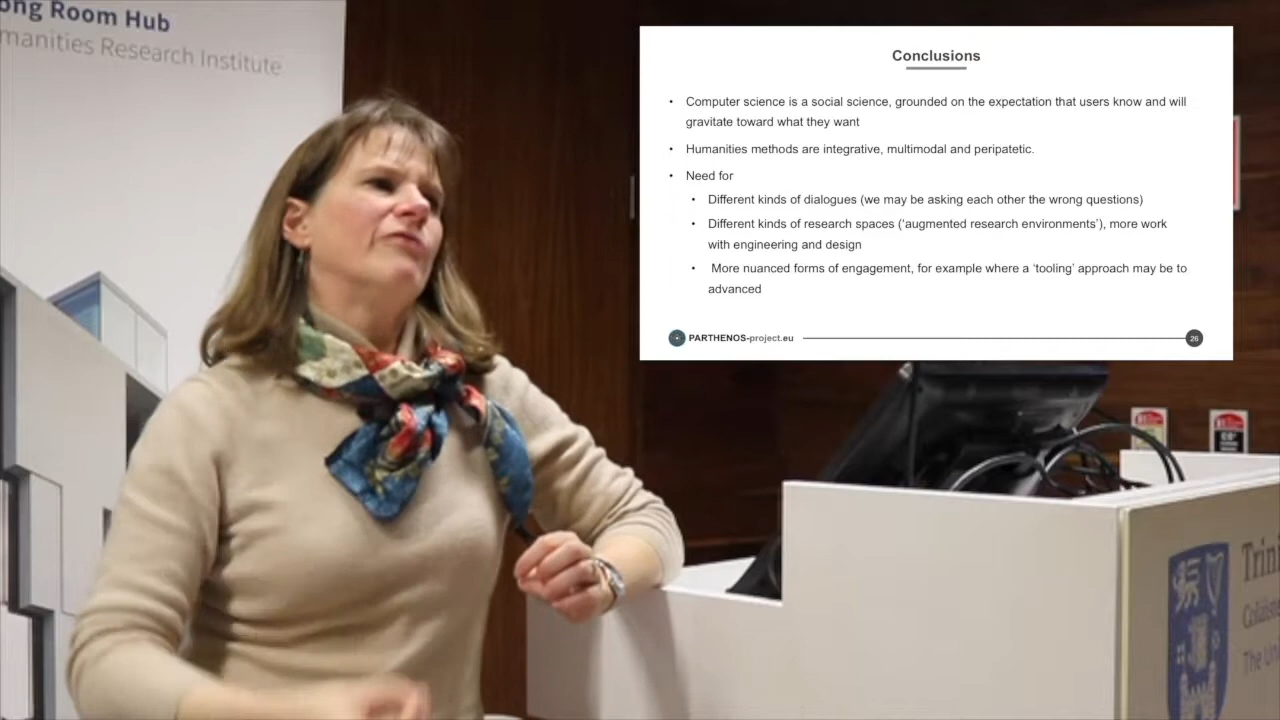 ong Room Hub
manities Research Institute
Conclusions
• Computer science is a social science, grounded on the expectation that users know and will
gravitate toward what they want
• Humanities methods are integrative, multimodal and peripatetic.
• Need for
• Different kinds of dialogues (we may be asking each other the wrong questions)
• Different kinds of research spaces (‘augmented research environments’), more work
with engineering and design
• More nuanced forms of engagement, for example where a ‘tooling’ approach may be to
advanced
PARTHENOS-project.eu
26
Trini
Coláis
The Un